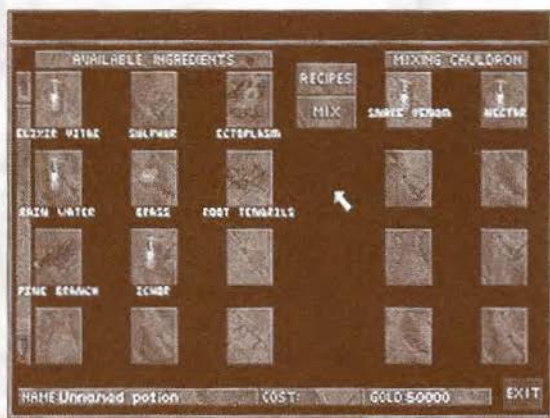 AVAILABLE INGREDIENTS
MIXING CAULDRON
RECIPES
MIX
ELIXIR VITAE SULPHUR ECTOPLASM
SNAKE VENOM NECTAR
RAIN WATER GRASS ROOT TENDRILS
PINE BRANCH ICHOR
NAME: Unnamed potion COST: GOLD: 50000 EXIT